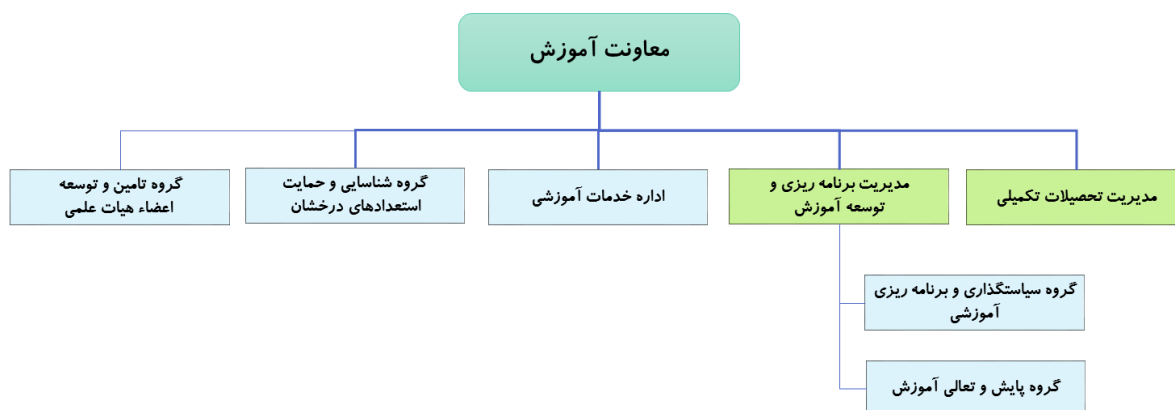 معاونت آموزش
مدیریت تحصیلات تکمیلی
مدیریت برنامه ریزی و
توسعه آموزش
اداره خدمات آموزشی
گروه شناسایی و حمایت
استعدادهای درخشان
گروه تامین و توسعه
اعضاء هیات علمی
گروه سیاستگذاری و برنامه ریزی
آموزشی
گروه پایش و تعالی آموزش